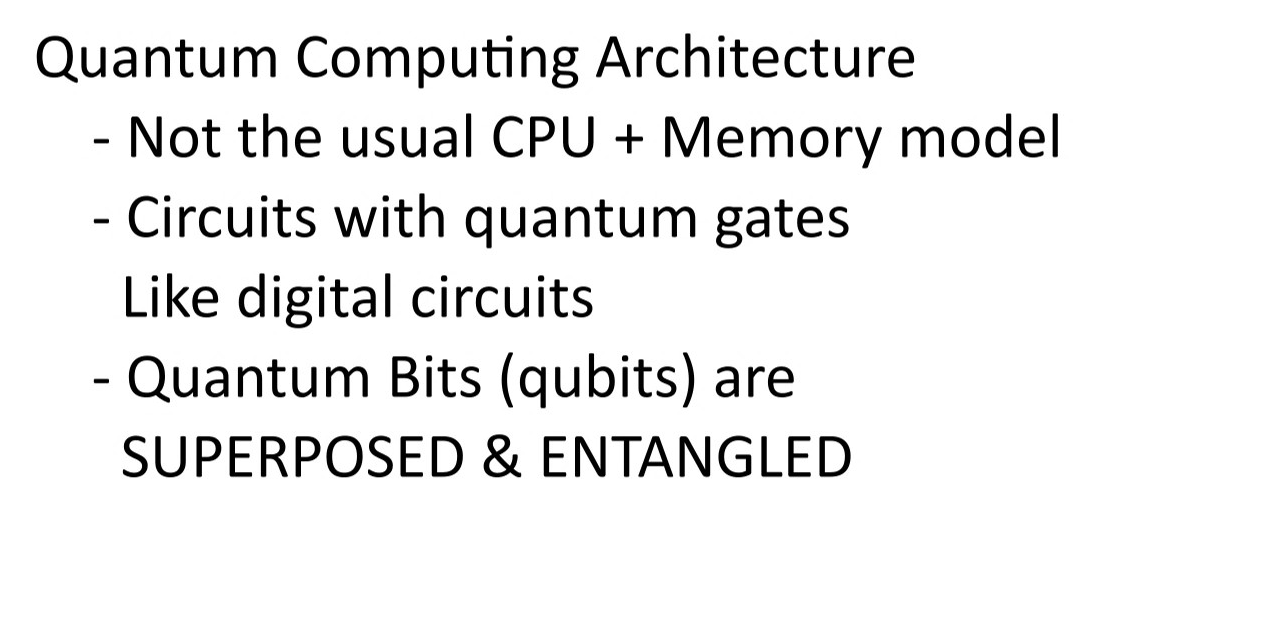 Quantum Computing Architecture
- Not the usual CPU + Memory model
- Circuits with quantum gates
Like digital circuits
- Quantum Bits (qubits) are
SUPERPOSED & ENTANGLED